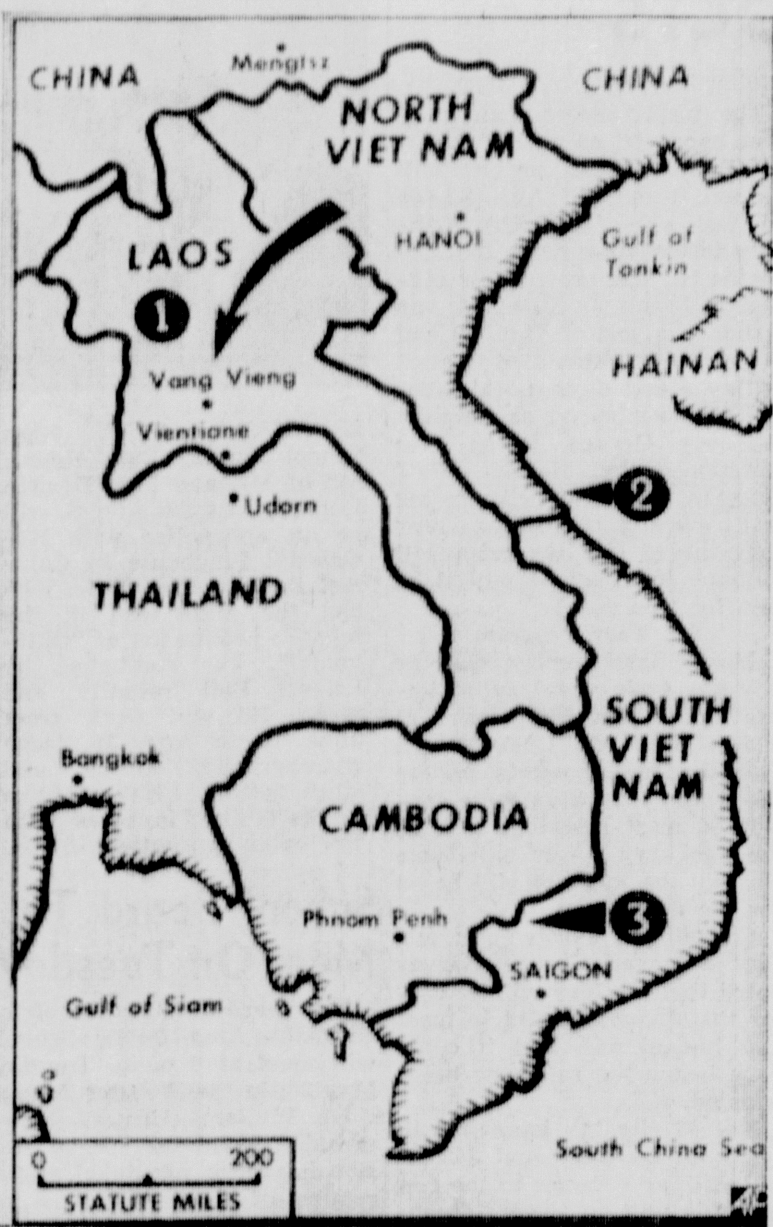 CHINA
Mengtsz
CHINA
NORTH
VIET NAM
HANOI
Gulf of
Tonkin
LAOS
1
HAINAN
Vang Vieng
Vientiane
Udorn
2
THAILAND
SOUTH
VIET
NAM
Bangkok
CAMBODIA
Phnom Penh
3
SAIGON
Gulf of Siam
South China Sea
0 200
STATUTE MILES